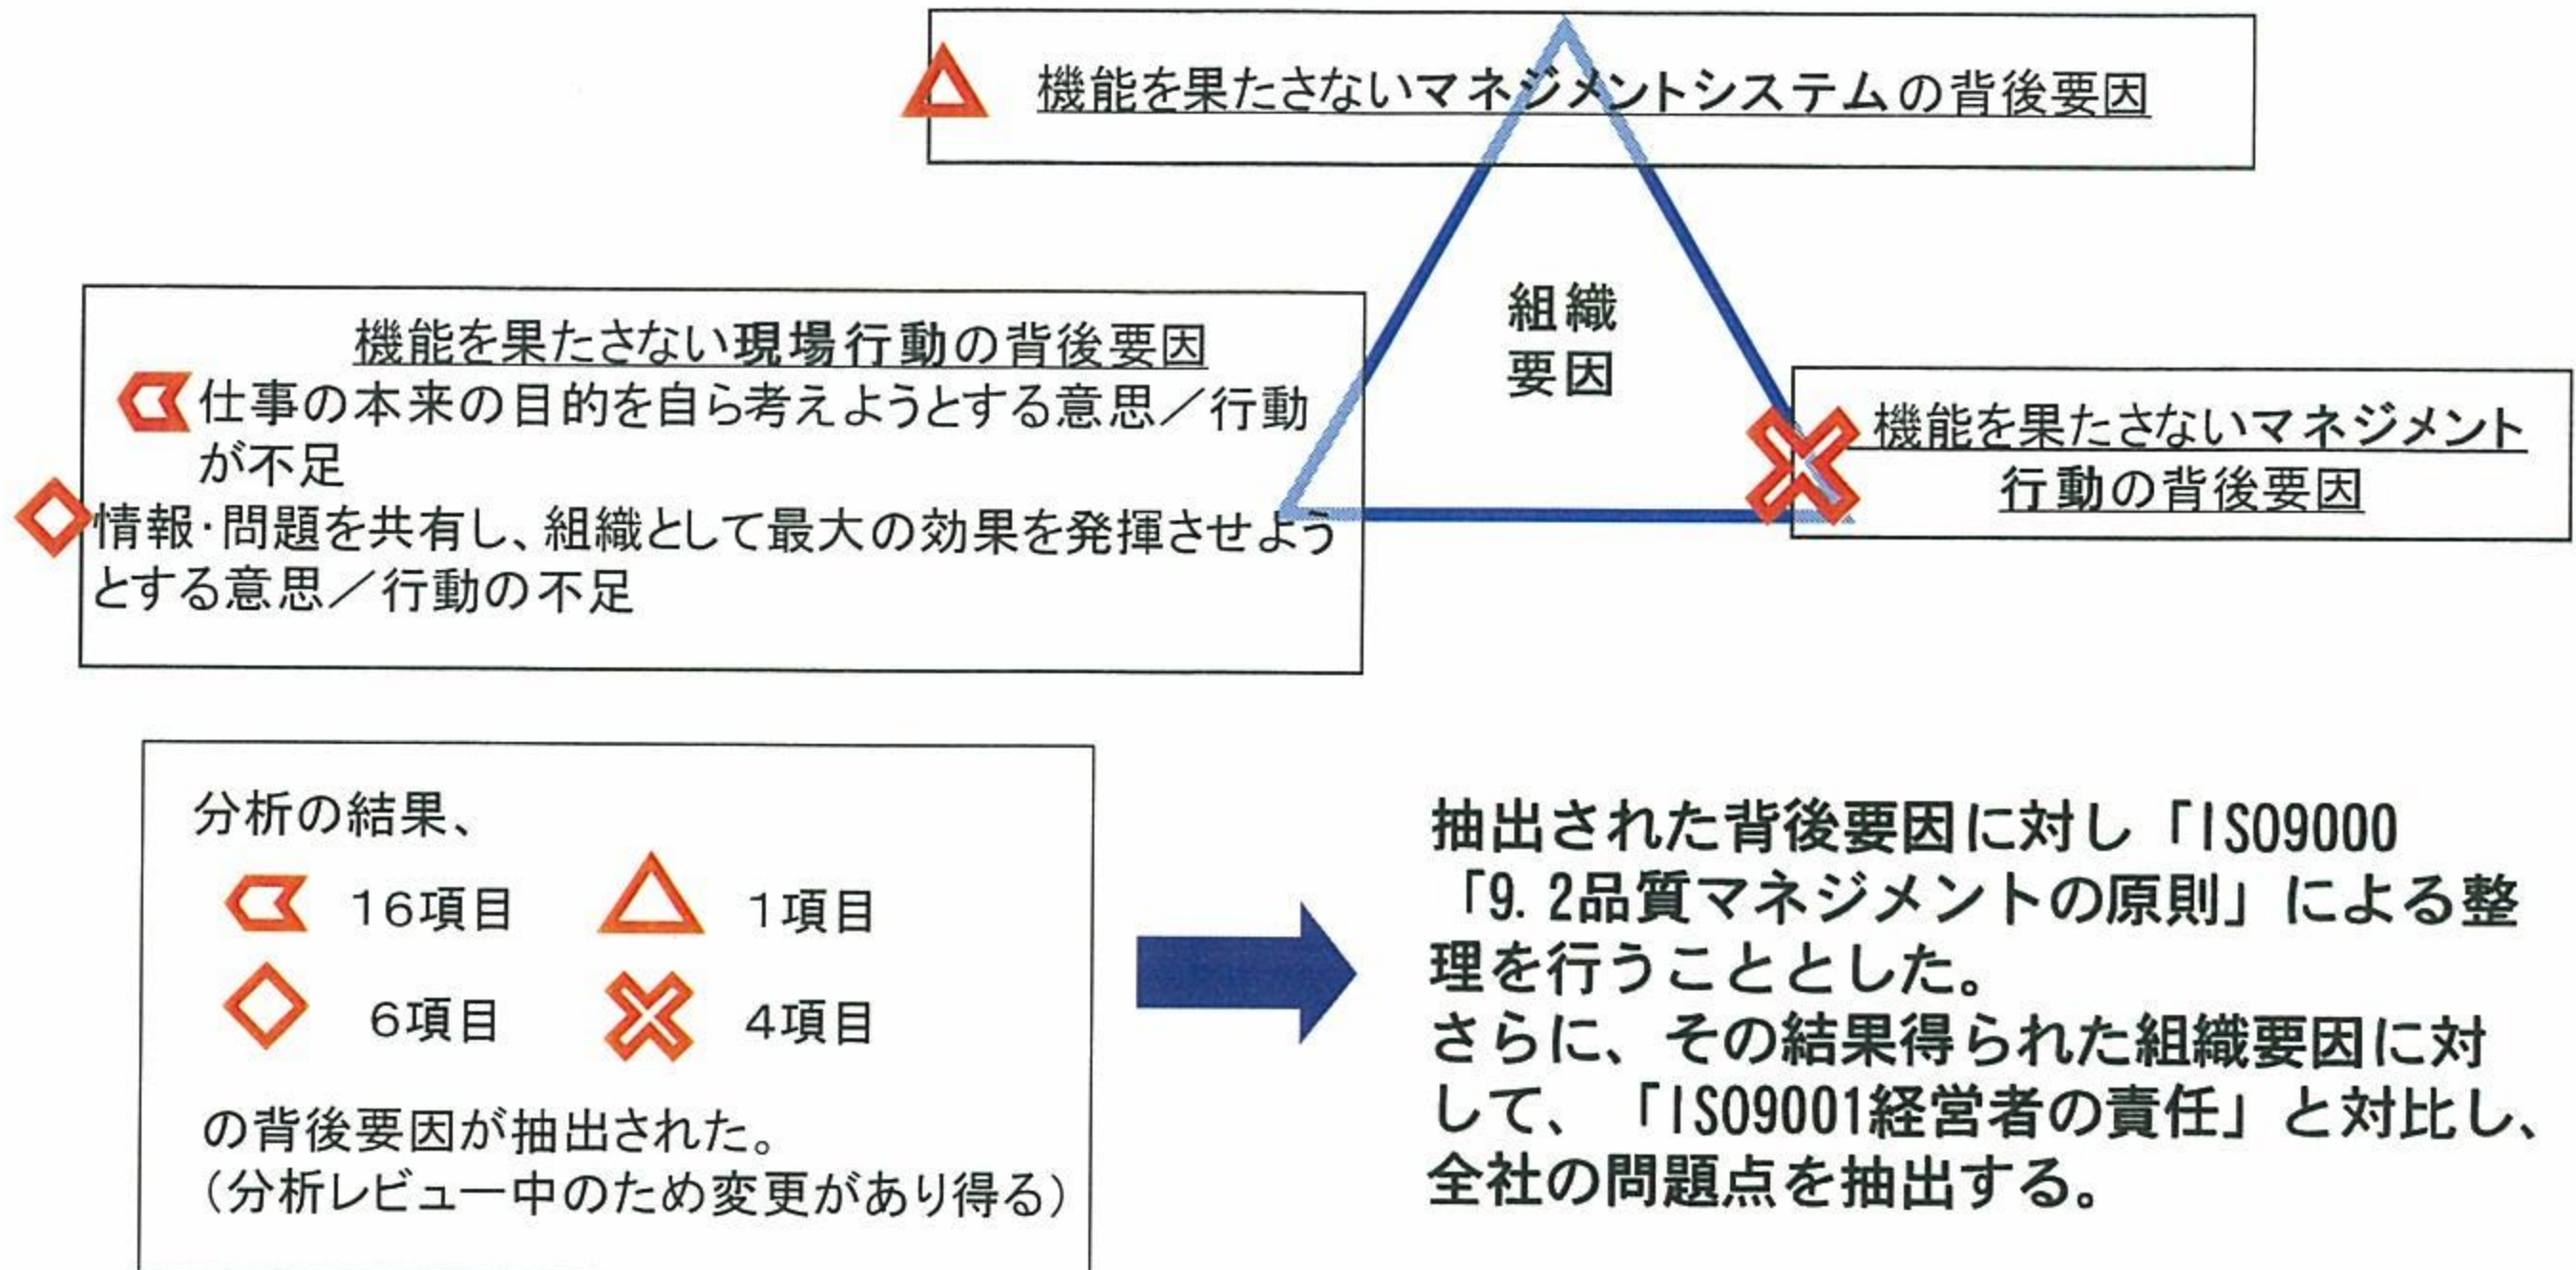 機能を果たさないマネジメントシステムの背後要因
組織
要因
機能を果たさない現場行動の背後要因
仕事の本来の目的を自ら考えようとする意思／行動
が不足
情報・問題を共有し、組織として最大の効果を発揮させよう
とする意思／行動の不足
機能を果たさないマネジメント
行動の背後要因
分析の結果、
16項目
1項目
6項目
4項目
の背後要因が抽出された。
（分析レビュー中のため変更があり得る）
抽出された背後要因に対し「ISO9000
「9.2品質マネジメントの原則」による整
理を行うこととした。
さらに、その結果得られた組織要因に対
して、「ISO9001経営者の責任」と対比し、
全社の問題点を抽出する。